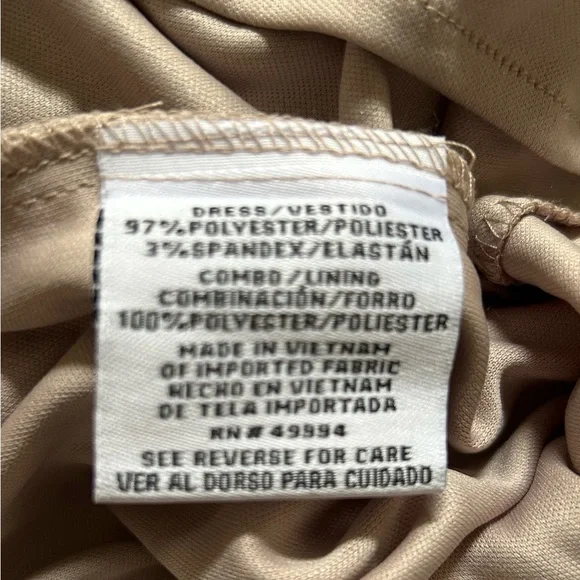 DRESS/VESTIDO
97%POLYESTER/POLIESTER
3%SPANDEX/ELASTÁN
COMBO/LINING
COMBINACIÓN/FORRO
100%POLYESTER/POLIESTER
MADE IN VIETNAM
OF IMPORTED FABRIC
HECHO EN VIETNAM
DE TELA IMPORTADA
RN# 49994
SEE REVERSE FOR CARE
VER AL DORSO PARA CUIDADO